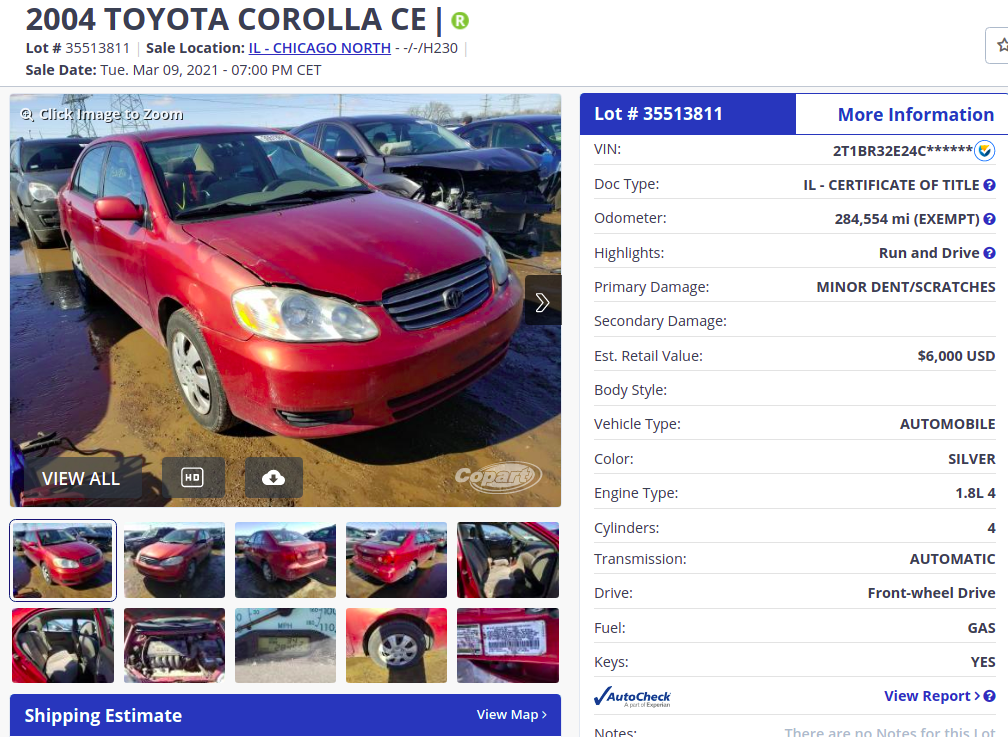 2004 TOYOTA COROLLA CE | R
Lot # 35513811 | Sale Location: IL - CHICAGO NORTH - -/-/H230 |
Sale Date: Tue. Mar 09, 2021 - 07:00 PM CET
Click Image to Zoom
VIEW ALL
HD
Copart
Shipping Estimate
View Map >
Lot # 35513811
More Information
VIN: 2T1BR32E24C******
Doc Type: IL - CERTIFICATE OF TITLE ?
Odometer: 284,554 mi (EXEMPT) ?
Highlights: Run and Drive ?
Primary Damage: MINOR DENT/SCRATCHES
Secondary Damage:
Est. Retail Value: $6,000 USD
Body Style:
Vehicle Type: AUTOMOBILE
Color: SILVER
Engine Type: 1.8L 4
Cylinders: 4
Transmission: AUTOMATIC
Drive: Front-wheel Drive
Fuel: GAS
Keys: YES
AutoCheck
A part of Experian
View Report > ?
Notes: There are no Notes for this Lot